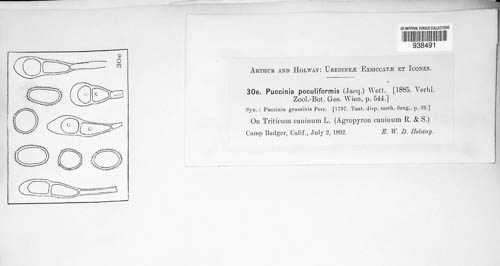 US NATIONAL FUNGUS COLLECTIONS
938491
30e
ARTHUR AND HOLWAY: UREDINEÆ EXSICCATÆ ET ICONES.
30e. Puccinia poculiformis (Jacq.) Wett. [1885. Verhl.
Zool.-Bot. Ges. Wien, p. 544.]
Syn.: Puccinia graminis Pers. [1797. Tent. disp. meth. fung., p. 39.]
On Triticum caninum L. (Agropyron caninum R. & S.)
Camp Badger, Calif., July 2, 1892. E. W. D. Holway.